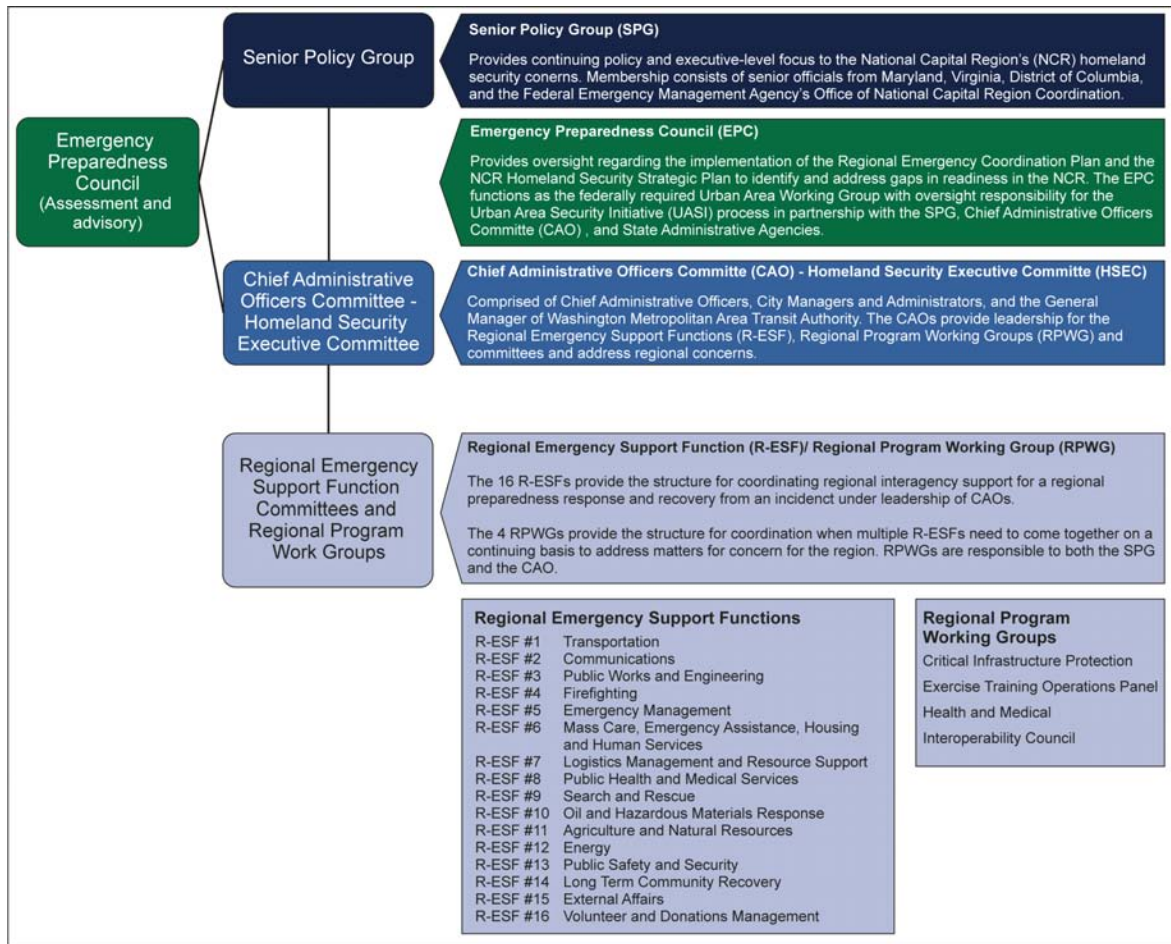 Senior Policy Group
Senior Policy Group (SPG)
Provides continuing policy and executive-level focus to the National Capital Region's (NCR) homeland
security concerns. Membership consists of senior officials from Maryland, Virginia, District of Columbia,
and the Federal Emergency Management Agency's Office of National Capital Region Coordination.
Emergency
Preparedness
Council
(Assessment and
advisory)
Emergency Preparedness Council (EPC)
Provides oversight regarding the implementation of the Regional Emergency Coordination Plan and the
NCR Homeland Security Strategic Plan to identify and address gaps in readiness in the NCR. The EPC
functions as the federally required Urban Area Working Group with oversight responsibility for the
Urban Area Security Initiative (UASI) process in partnership with the SPG, Chief Administrative Officers
Committe (CAO) , and State Administrative Agencies.
Chief Administrative
Officers Committee -
Homeland Security
Executive Committee
Chief Administrative Officers Committe (CAO) - Homeland Security Executive Committee (HSEC)
Comprised of Chief Administrative Officers, City Managers and Administrators, and the General
Manager of Washington Metropolitan Area Transit Authority. The CAOs provide leadership for the
Regional Emergency Support Functions (R-ESF), Regional Program Working Groups (RPWG) and
committees and address regional concerns.
Regional Emergency
Support Function
Committees and
Regional Program
Work Groups
Regional Emergency Support Function (R-ESF)/ Regional Program Working Group (RPWG)
The 16 R-ESFs provide the structure for coordinating regional interagency support for a regional
preparedness response and recovery from an incidenct under leadership of CAOs.
The 4 RPWGs provide the structure for coordination when multiple R-ESFs need to come together on a
continuing basis to address matters for concern for the region. RPWGs are responsible to both the SPG
and the CAO.
Regional Emergency Support Functions
R-ESF #1 Transportation
R-ESF #2 Communications
R-ESF #3 Public Works and Engineering
R-ESF #4 Firefighting
R-ESF #5 Emergency Management
R-ESF #6 Mass Care, Emergency Assistance, Housing
and Human Services
R-ESF #7 Logistics Management and Resource Support
R-ESF #8 Public Health and Medical Services
R-ESF #9 Search and Rescue
R-ESF #10 Oil and Hazardous Materials Response
R-ESF #11 Agriculture and Natural Resources
R-ESF #12 Energy
R-ESF #13 Public Safety and Security
R-ESF #14 Long Term Community Recovery
R-ESF #15 External Affairs
R-ESF #16 Volunteer and Donations Management
Regional Program
Working Groups
Critical Infrastructure Protection
Exercise Training Operations Panel
Health and Medical
Interoperability Council